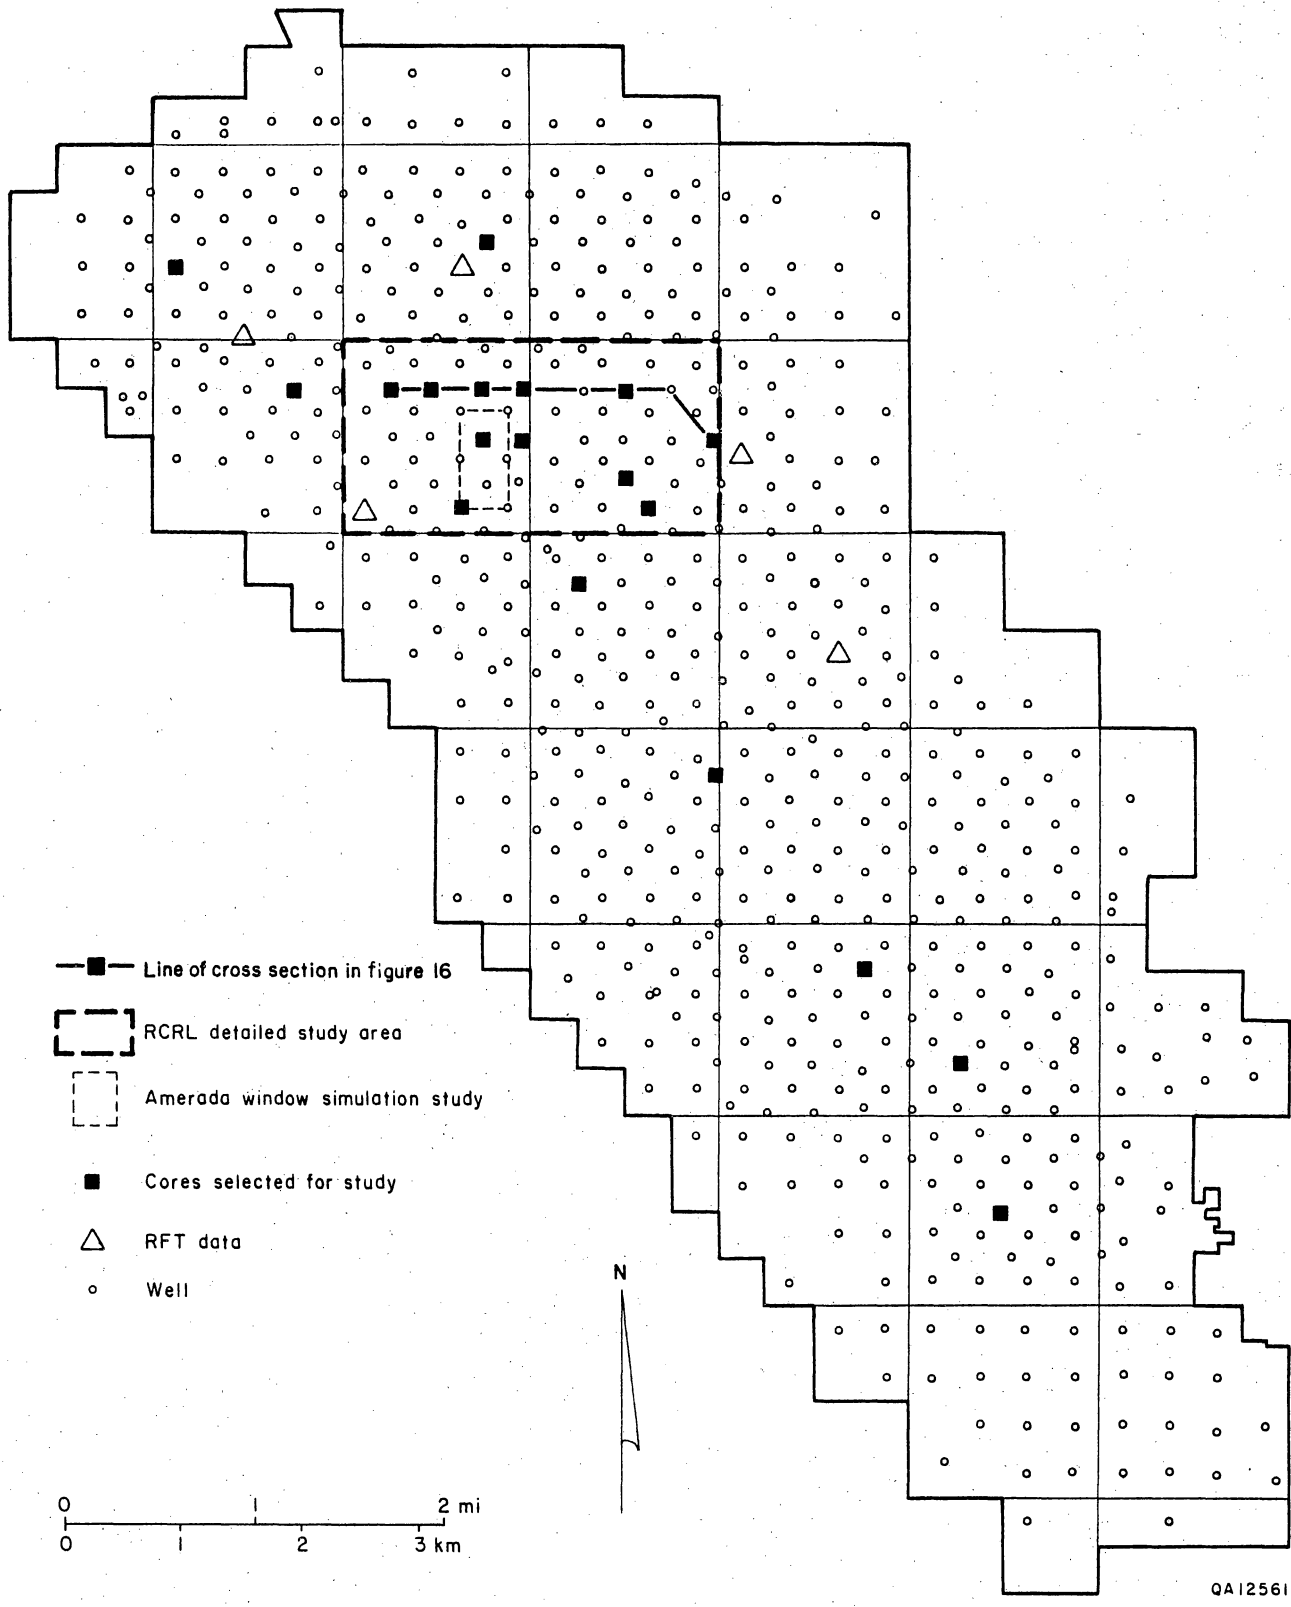 Line of cross section in figure 16
RCRL detailed study area
Amerada window simulation study
Cores selected for study
RFT data
Well
N
0 1 2 mi
0 1 2 3 km
QA12561